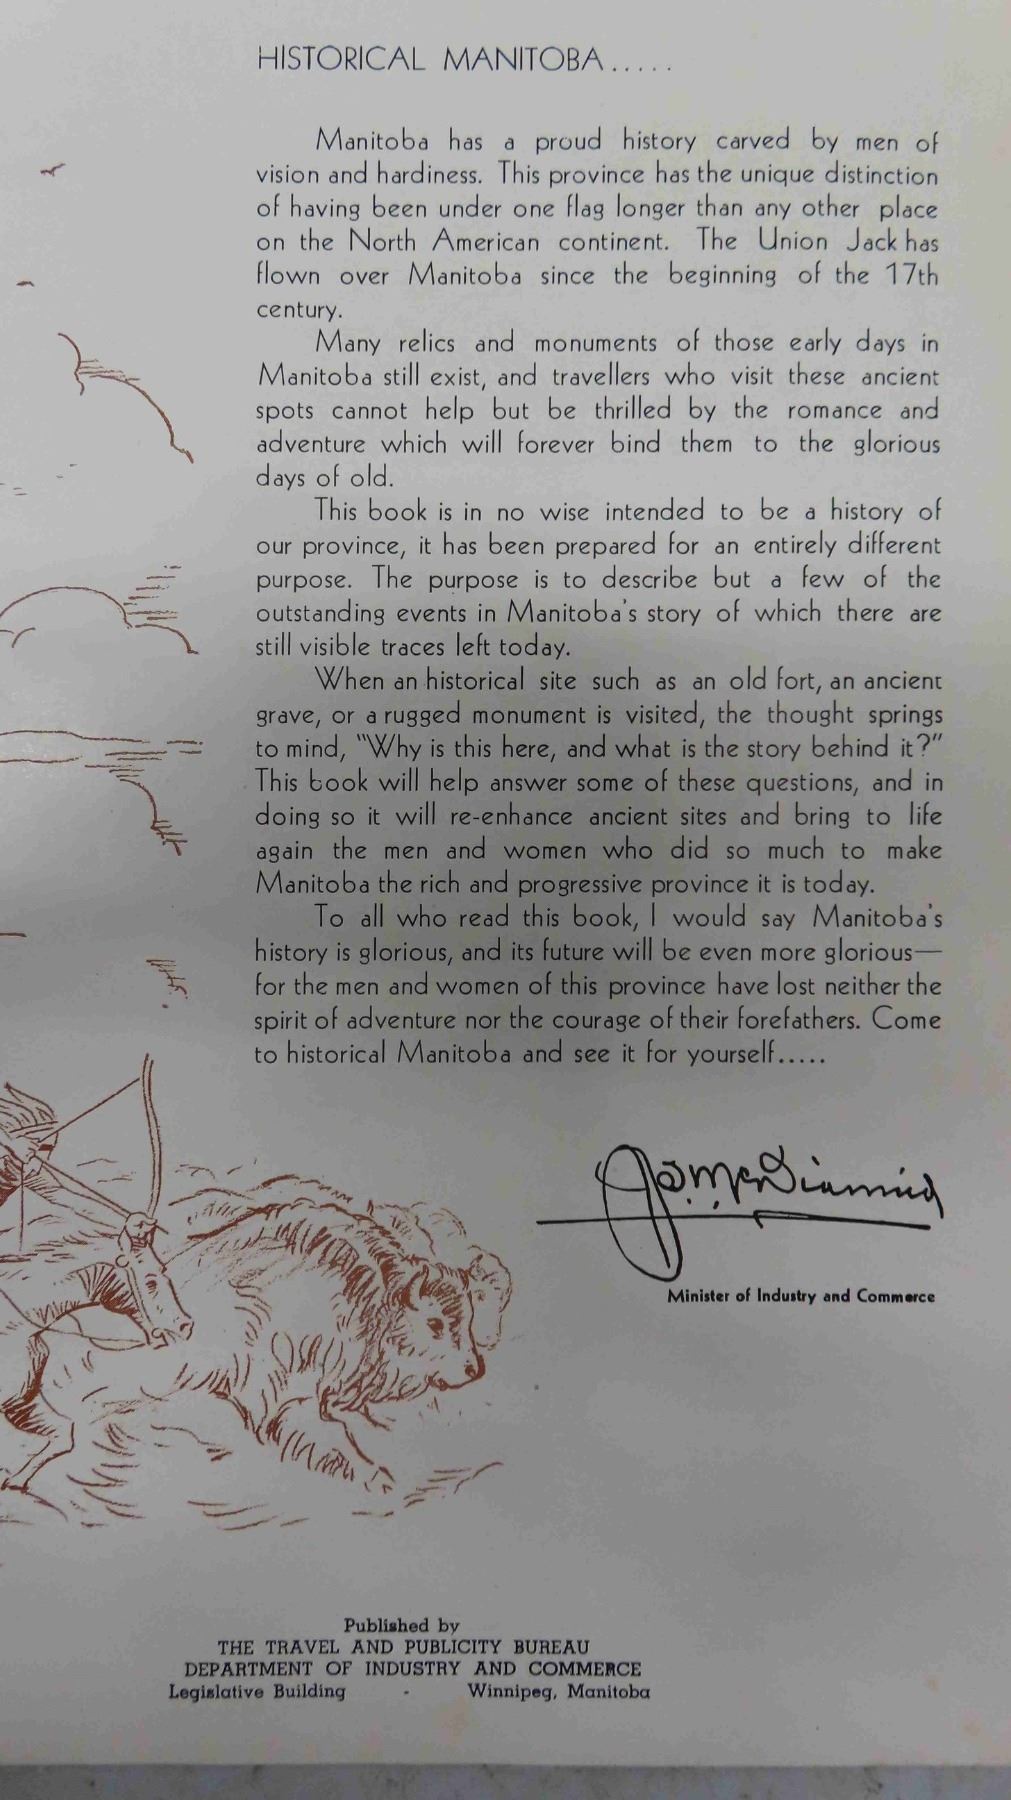 HISTORICAL MANITOBA.....
Manitoba has a proud history carved by men of
vision and hardiness. This province has the unique distinction
of having been under one flag longer than any other place
on the North American continent. The Union Jack has
flown over Manitoba since the beginning of the 17th
century.
Many relics and monuments of those early days in
Manitoba still exist, and travellers who visit these ancient
spots cannot help but be thrilled by the romance and
adventure which will forever bind them to the glorious
days of old.
This book is in no wise intended to be a history of
our province, it has been prepared for an entirely different
purpose. The purpose is to describe but a few of the
outstanding events in Manitoba's story of which there are
still visible traces left today.
When an historical site such as an old fort, an ancient
grave, or a rugged monument is visited, the thought springs
to mind, "Why is this here, and what is the story behind it?"
This book will help answer some of these questions, and in
doing so it will re-enhance ancient sites and bring to life
again the men and women who did so much to make
Manitoba the rich and progressive province it is today.
To all who read this book, I would say Manitoba's
history is glorious, and its future will be even more glorious—
for the men and women of this province have lost neither the
spirit of adventure nor the courage of their forefathers. Come
to historical Manitoba and see it for yourself.....
J.S. McDiarmid
Minister of Industry and Commerce
Published by
THE TRAVEL AND PUBLICITY BUREAU
DEPARTMENT OF INDUSTRY AND COMMERCE
Legislative Building - Winnipeg, Manitoba